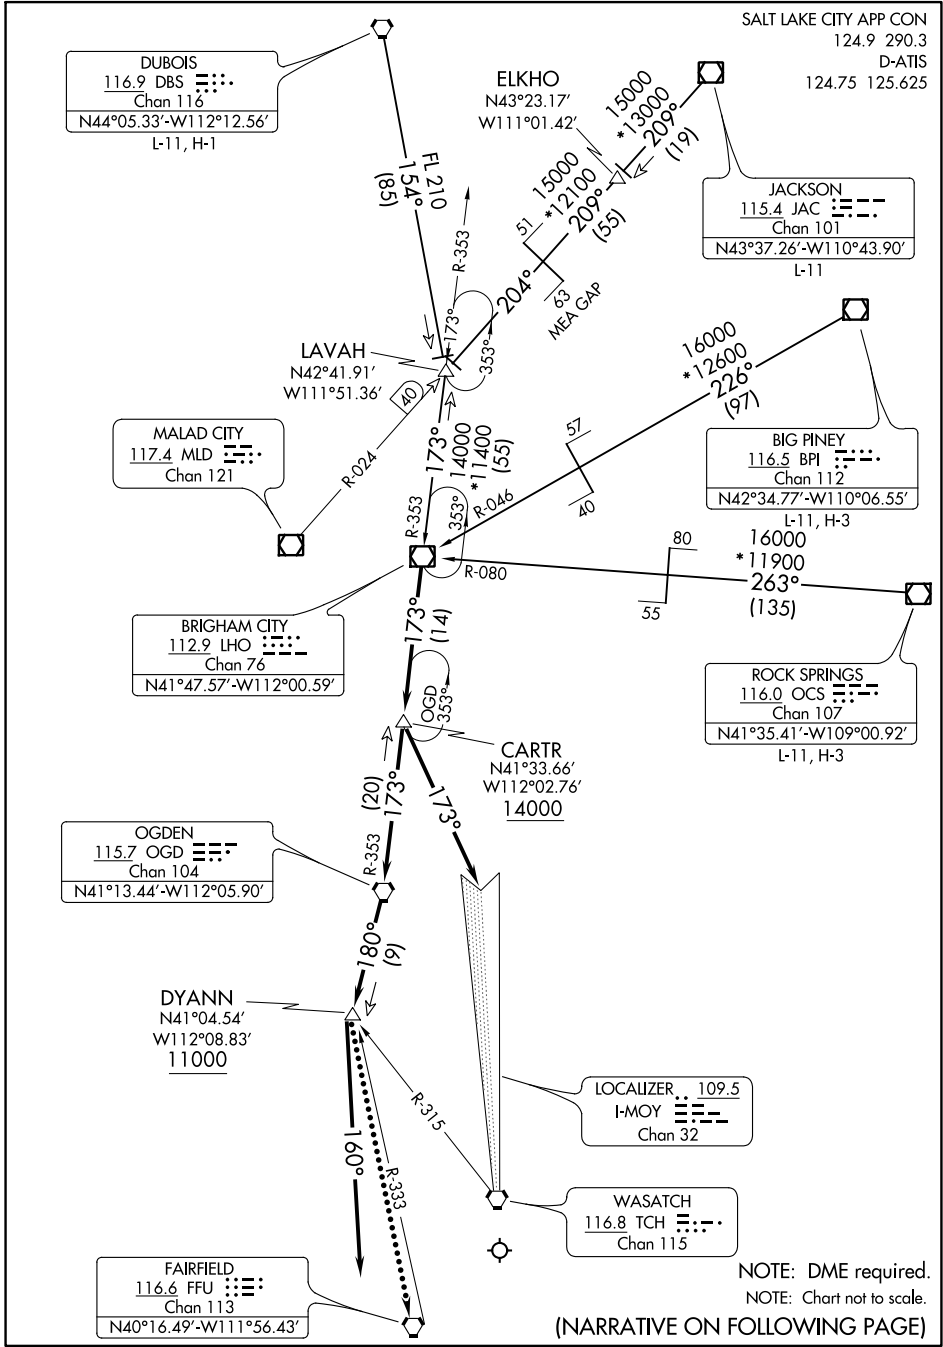 SALT LAKE CITY APP CON
124.9 290.3
D-ATIS
124.75 125.625
DUBOIS
116.9 DBS
Chan 116
N44°05.33′-W112°12.56′
L-11, H-1
ELKHO
N43°23.17′
W111°01.42′
15000
*13000
209°
(19)
JACKSON
115.4 JAC
Chan 101
N43°37.26′-W110°43.90′
L-11
FL 210
154°
(85)
15000
*12100
209°
(55)
51
204°
63
MEA GAP
R-353
173°
353°
LAVAH
N42°41.91′
W111°51.36′
40
R-024
MALAD CITY
117.4 MLD
Chan 121
173°
14000
*11400
(55)
R-353
353°
16000
*12600
226°
(97)
57
40
R-046
BIG PINEY
116.5 BPI
Chan 112
N42°34.77′-W110°06.55′
L-11, H-3
16000
*11900
263°
(135)
80
55
R-080
BRIGHAM CITY
112.9 LHO
Chan 76
N41°47.57′-W112°00.59′
173°
(14)
ROCK SPRINGS
116.0 OCS
Chan 107
N41°35.41′-W109°00.92′
L-11, H-3
OGD
353°
CARTR
N41°33.66′
W112°02.76′
14000
(20)
173°
R-353
173°
OGDEN
115.7 OGD
Chan 104
N41°13.44′-W112°05.90′
180°
(9)
DYANN
N41°04.54′
W112°08.83′
11000
R-315
LOCALIZER 109.5
I-MOY
Chan 32
160°
R-333
WASATCH
116.8 TCH
Chan 115
FAIRFIELD
116.6 FFU
Chan 113
N40°16.49′-W111°56.43′
NOTE: DME required.
NOTE: Chart not to scale.
(NARRATIVE ON FOLLOWING PAGE)